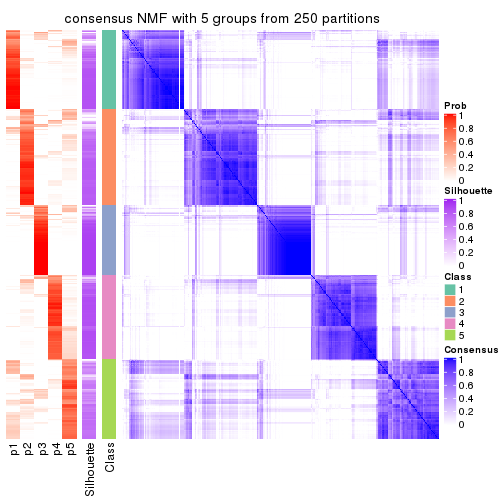 consensus NMF with 5 groups from 250 partitions
Prob
1
0.8
0.6
0.4
0.2
0
Silhouette
1
0.8
0.6
0.4
0.2
0
Class
1
2
3
4
5
Consensus
1
0.8
0.6
0.4
0.2
0
p1
p2
p3
p4
p5
Silhouette
Class